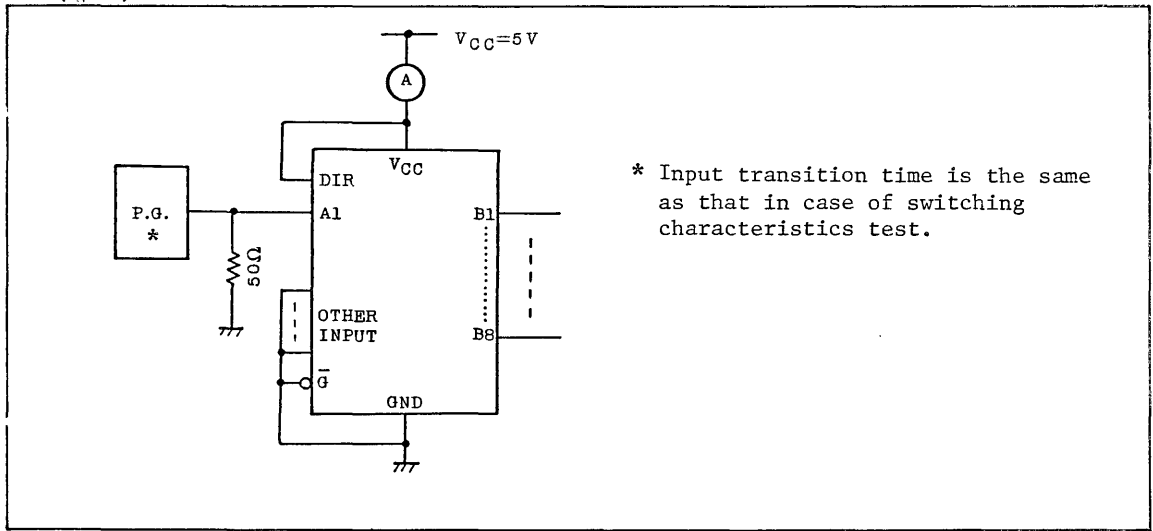 VCC=5V
A
VCC
DIR
P.G.
*
A1
B1
50Ω
OTHER
INPUT
B8
G̅
GND
* Input transition time is the same
as that in case of switching
characteristics test.